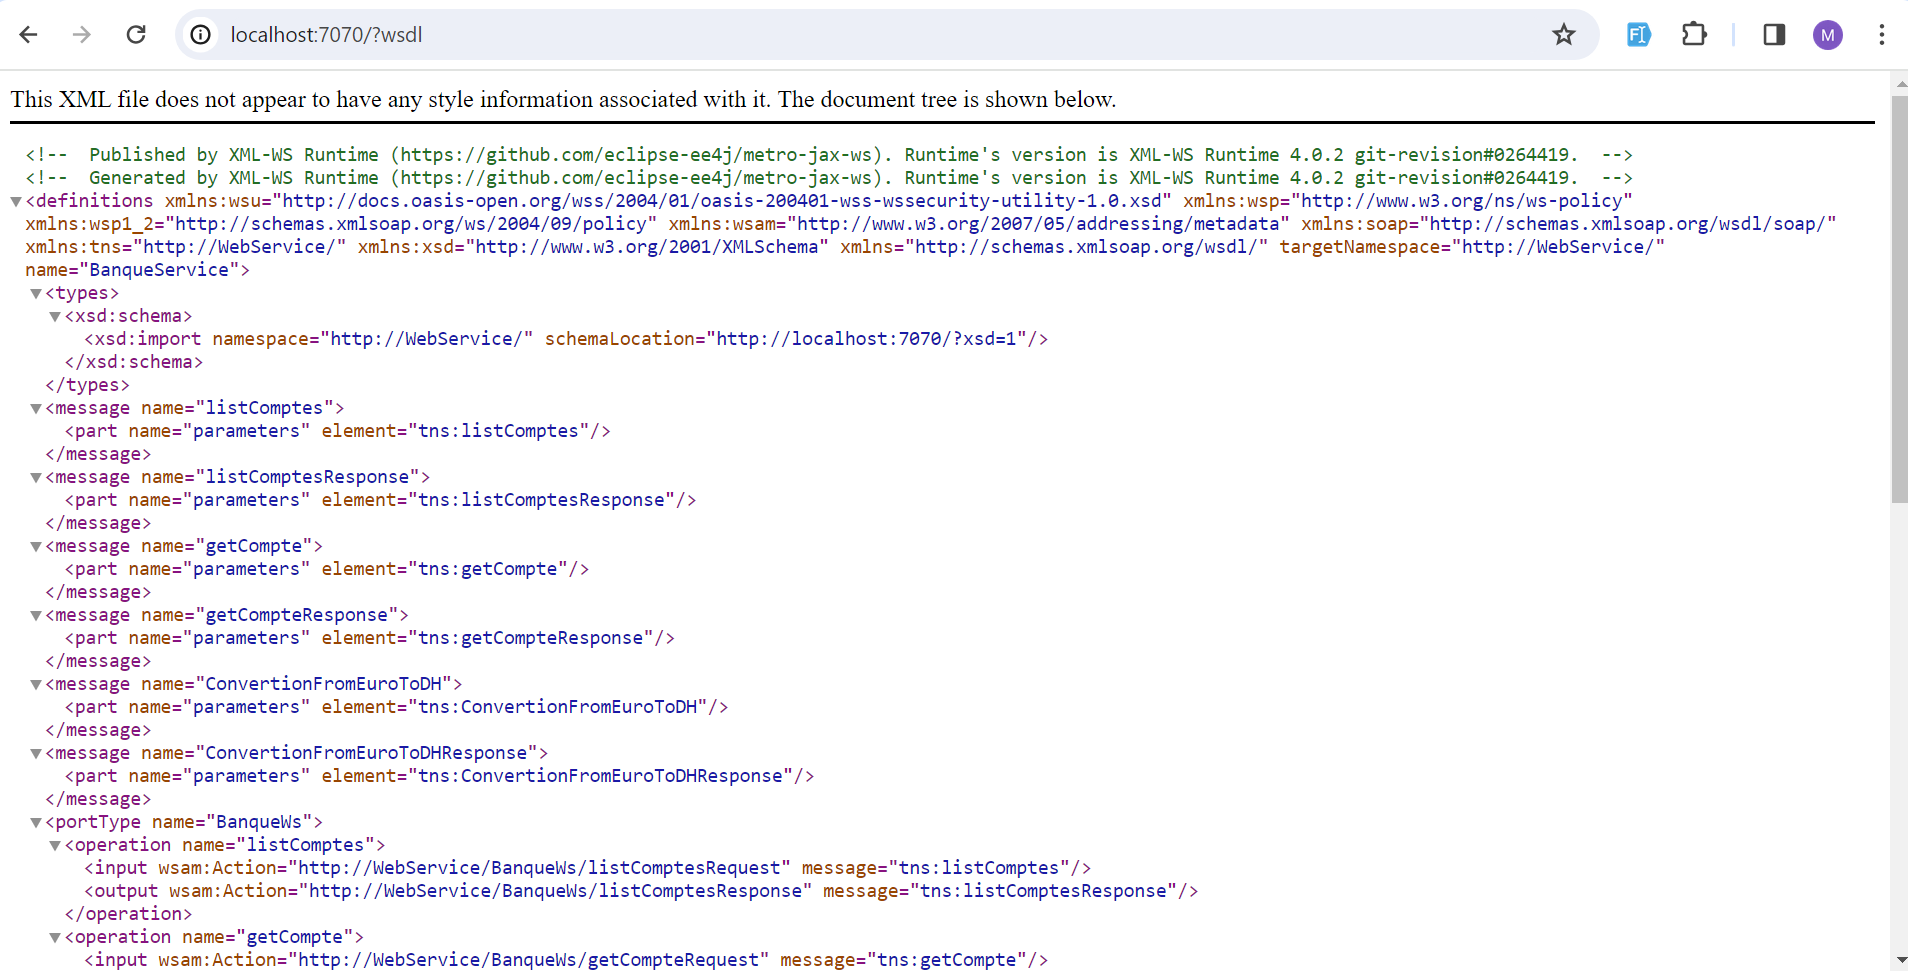 localhost:7070/?wsdl
M
This XML file does not appear to have any style information associated with it. The document tree is shown below.
<!--  Published by XML-WS Runtime (https://github.com/eclipse-ee4j/metro-jax-ws). Runtime's version is XML-WS Runtime 4.0.2 git-revision#0264419.  -->
<!--  Generated by XML-WS Runtime (https://github.com/eclipse-ee4j/metro-jax-ws). Runtime's version is XML-WS Runtime 4.0.2 git-revision#0264419.  -->
<definitions xmlns:wsu="http://docs.oasis-open.org/wss/2004/01/oasis-200401-wss-wssecurity-utility-1.0.xsd" xmlns:wsp="http://www.w3.org/ns/ws-policy"
xmlns:wsp1_2="http://schemas.xmlsoap.org/ws/2004/09/policy" xmlns:wsam="http://www.w3.org/2007/05/addressing/metadata" xmlns:soap="http://schemas.xmlsoap.org/wsdl/soap/"
xmlns:tns="http://WebService/" xmlns:xsd="http://www.w3.org/2001/XMLSchema" xmlns="http://schemas.xmlsoap.org/wsdl/" targetNamespace="http://WebService/"
name="BanqueService">
<types>
<xsd:schema>
<xsd:import namespace="http://WebService/" schemaLocation="http://localhost:7070/?xsd=1"/>
</xsd:schema>
</types>
<message name="listComptes">
<part name="parameters" element="tns:listComptes"/>
</message>
<message name="listComptesResponse">
<part name="parameters" element="tns:listComptesResponse"/>
</message>
<message name="getCompte">
<part name="parameters" element="tns:getCompte"/>
</message>
<message name="getCompteResponse">
<part name="parameters" element="tns:getCompteResponse"/>
</message>
<message name="ConvertionFromEuroToDH">
<part name="parameters" element="tns:ConvertionFromEuroToDH"/>
</message>
<message name="ConvertionFromEuroToDHResponse">
<part name="parameters" element="tns:ConvertionFromEuroToDHResponse"/>
</message>
<portType name="BanqueWs">
<operation name="listComptes">
<input wsam:Action="http://WebService/BanqueWs/listComptesRequest" message="tns:listComptes"/>
<output wsam:Action="http://WebService/BanqueWs/listComptesResponse" message="tns:listComptesResponse"/>
</operation>
<operation name="getCompte">
<input wsam:Action="http://WebService/BanqueWs/getCompteRequest" message="tns:getCompte"/>